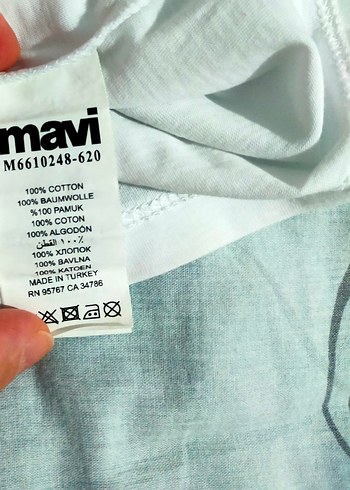 mavi
M6610248-620
100% COTTON
100% BAUMWOLLE
%100 PAMUK
100% COTON
100% ALGODÓN
١٠٠٪ القطن
100% ХЛОПОК
100% BAVLNA
100% KATOEN
MADE IN TURKEY
RN 95767 CA 34786